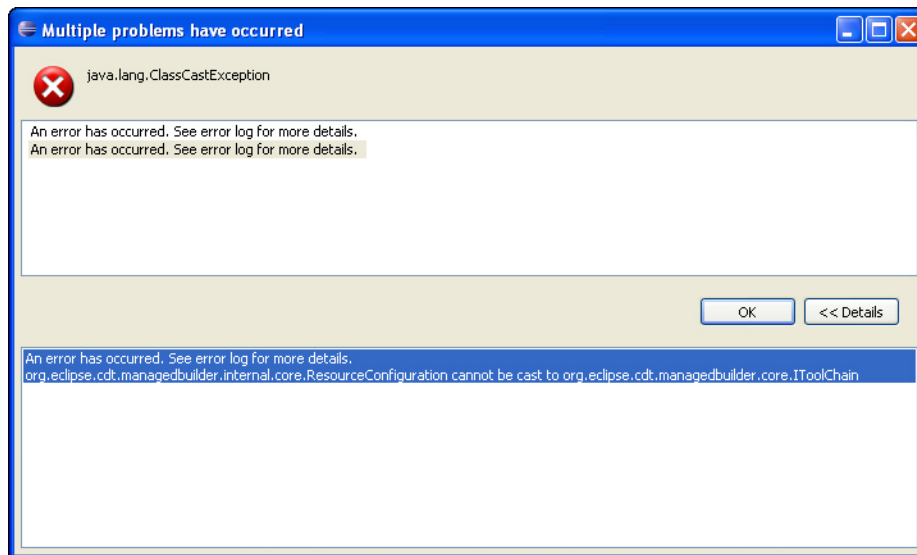 Multiple problems have occurred
java.lang.ClassCastException
An error has occurred. See error log for more details.
An error has occurred. See error log for more details.
OK
<< Details
An error has occurred. See error log for more details.
org.eclipse.cdt.managedbuilder.internal.core.ResourceConfiguration cannot be cast to org.eclipse.cdt.managedbuilder.core.IToolChain